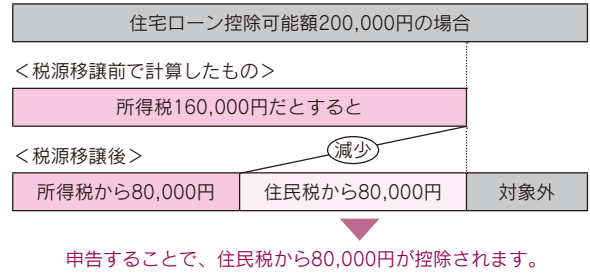 住宅ローン控除可能額200,000円の場合
＜税源移譲前で計算したもの＞
所得税160,000円だとすると
減少
＜税源移譲後＞
所得税から80,000円
住民税から80,000円
対象外
申告することで、住民税から80,000円が控除されます。